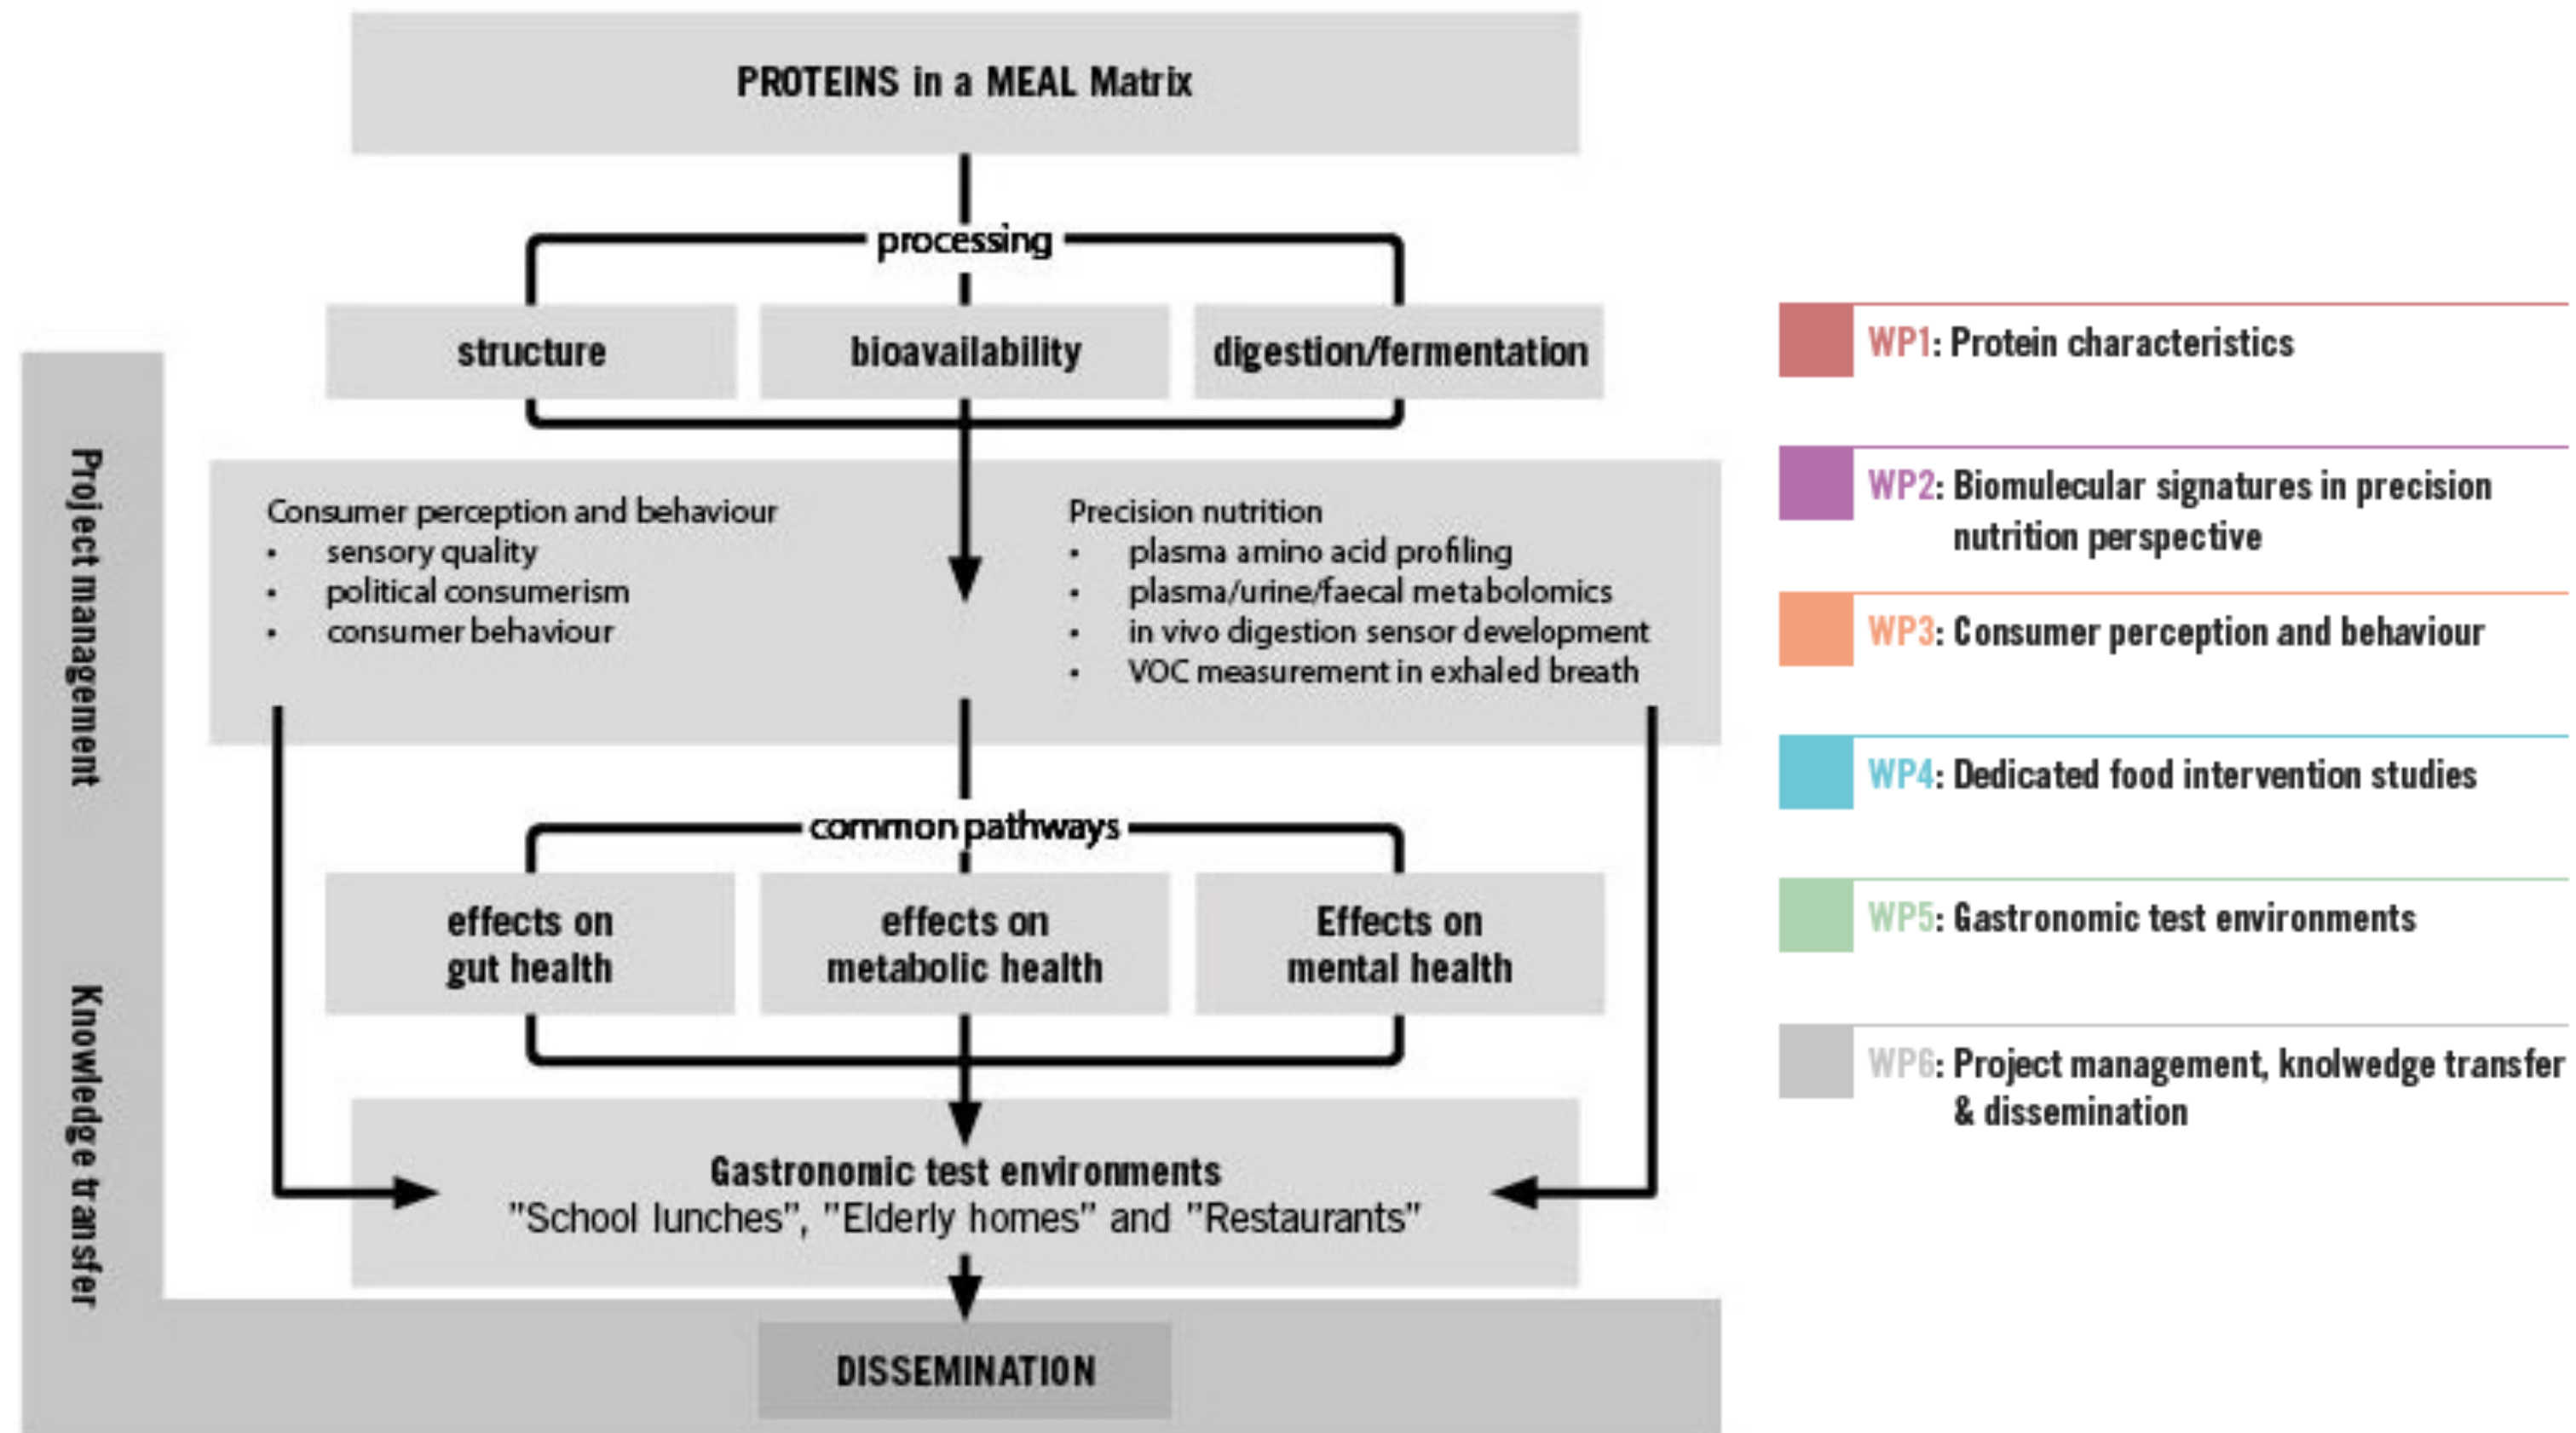 PROTEINS in a MEAL Matrix
processing
structure
bioavailability
digestion/fermentation
Project management
Knowledge transfer
Consumer perception and behaviour
• sensory quality
• political consumerism
• consumer behaviour
Precision nutrition
• plasma amino acid profiling
• plasma/urine/faecal metabolomics
• in vivo digestion sensor development
• VOC measurement in exhaled breath
common pathways
effects on
gut health
effects on
metabolic health
Effects on
mental health
Gastronomic test environments
”School lunches”, ”Elderly homes” and ”Restaurants”
DISSEMINATION
WP1: Protein characteristics
WP2: Biomulecular signatures in precision
nutrition perspective
WP3: Consumer perception and behaviour
WP4: Dedicated food intervention studies
WP5: Gastronomic test environments
WP6: Project management, knolwedge transfer
& dissemination